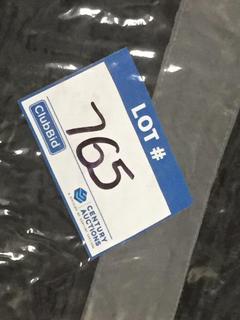 LOT #
765
ClubBid
CENTURY
AUCTIONS